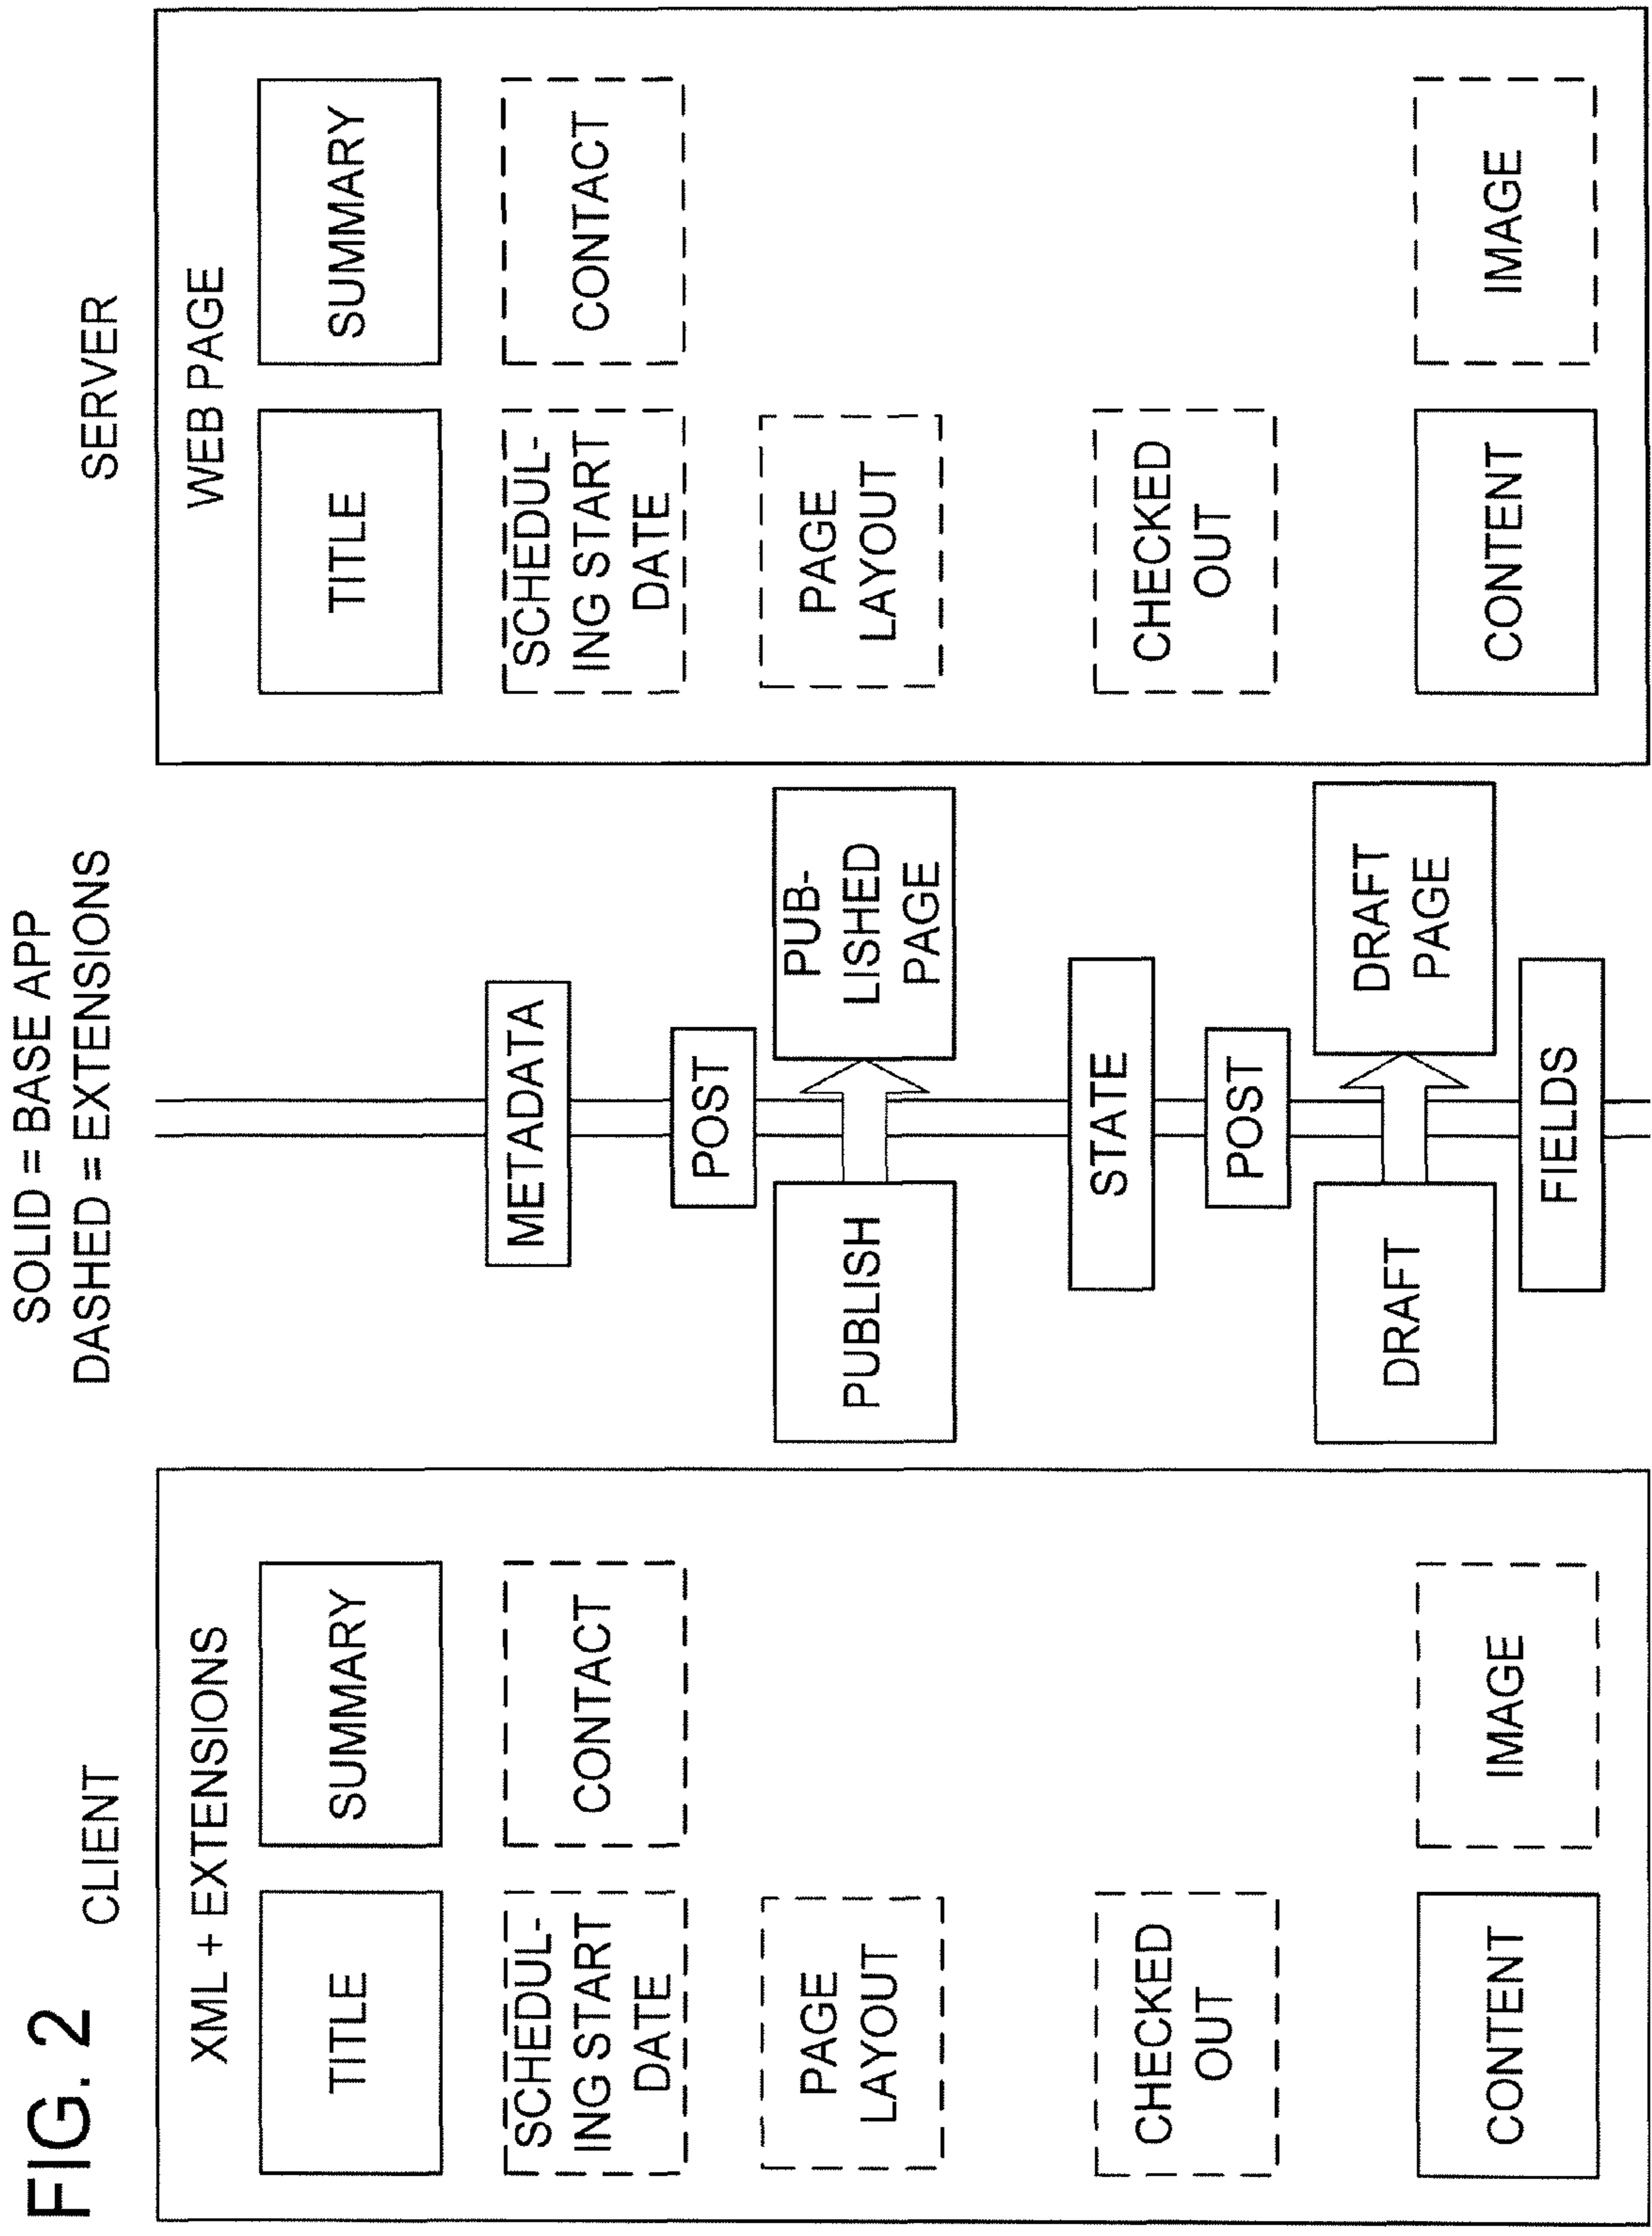 FIG. 2
SOLID = BASE APP
DASHED = EXTENSIONS
CLIENT
XML + EXTENSIONS
TITLE
SUMMARY
SCHEDUL-
ING START
DATE
CONTACT
PAGE
LAYOUT
CHECKED
OUT
CONTENT
IMAGE
METADATA
POST
PUBLISH
PUB-
LISHED
PAGE
STATE
POST
DRAFT
DRAFT
PAGE
FIELDS
SERVER
WEB PAGE
TITLE
SUMMARY
SCHEDUL-
ING START
DATE
CONTACT
PAGE
LAYOUT
CHECKED
OUT
CONTENT
IMAGE